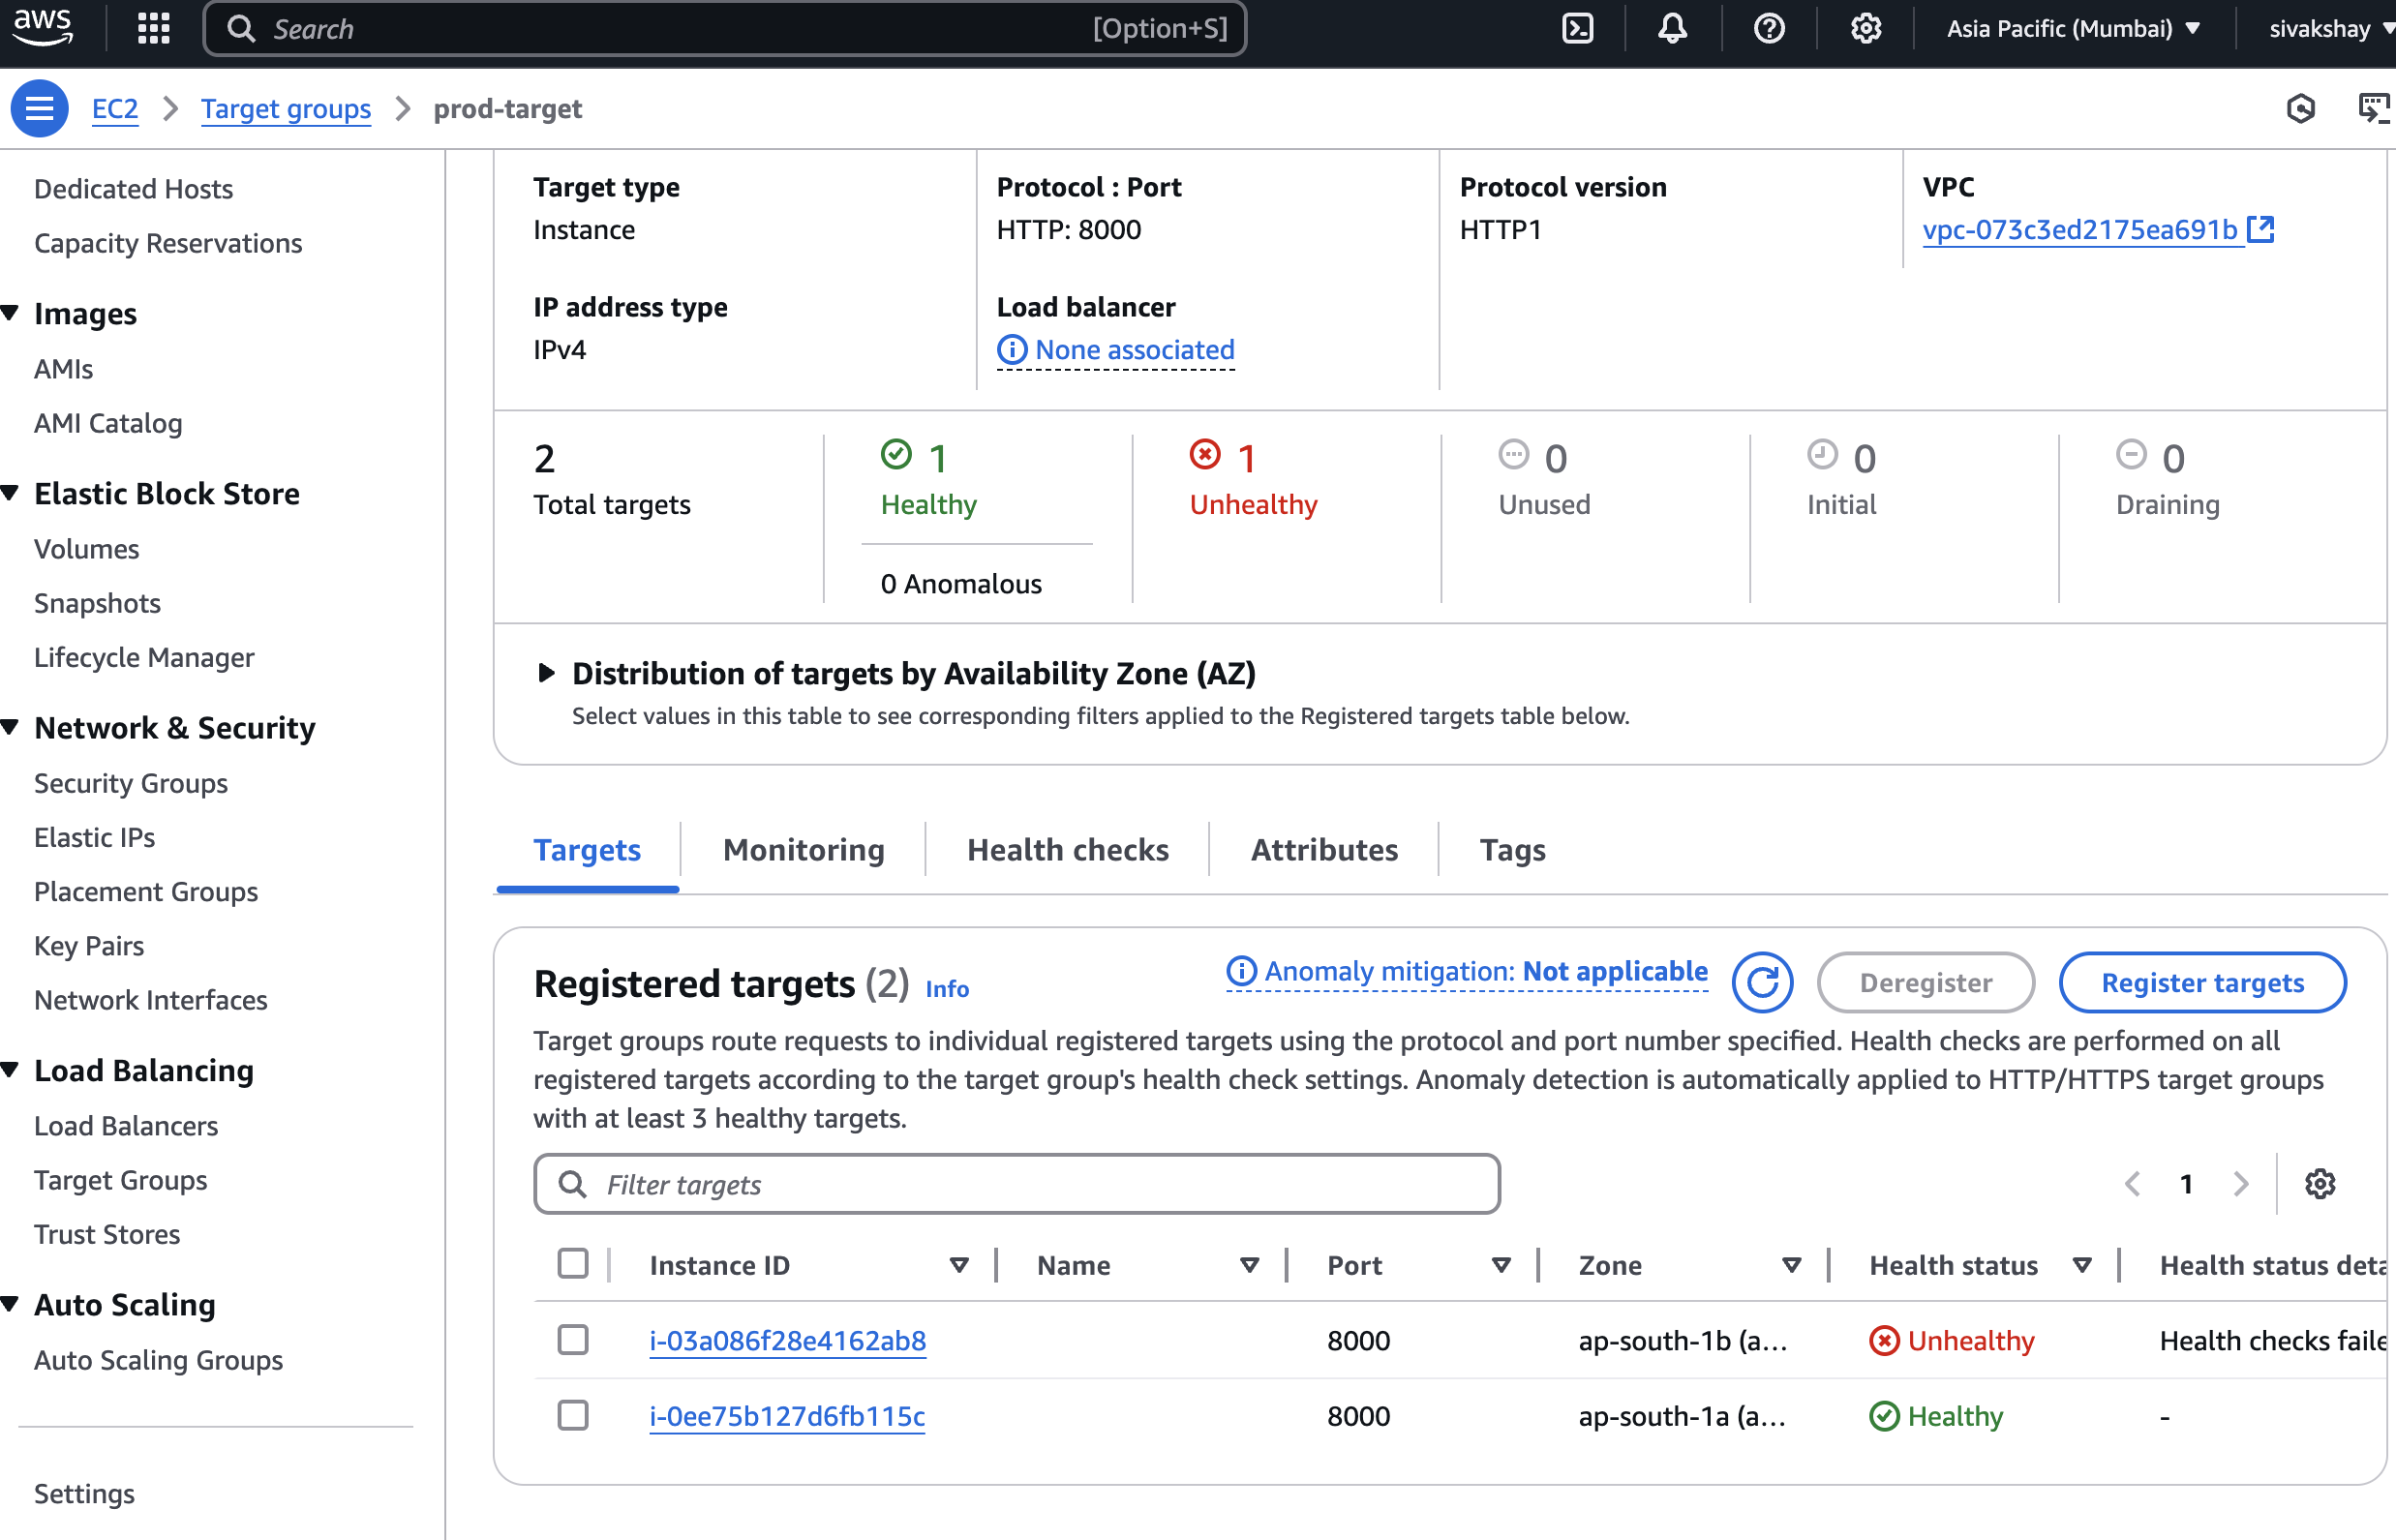 aws
Search [Option+S]
Asia Pacific (Mumbai)
sivakshay
EC2 > Target groups > prod-target
Dedicated Hosts
Capacity Reservations
Images
AMIs
AMI Catalog
Elastic Block Store
Volumes
Snapshots
Lifecycle Manager
Network & Security
Security Groups
Elastic IPs
Placement Groups
Key Pairs
Network Interfaces
Load Balancing
Load Balancers
Target Groups
Trust Stores
Auto Scaling
Auto Scaling Groups
Settings
Target type
Instance
Protocol : Port
HTTP: 8000
Protocol version
HTTP1
VPC
vpc-073c3ed2175ea691b
IP address type
IPv4
Load balancer
None associated
2
Total targets
1
Healthy
0 Anomalous
1
Unhealthy
0
Unused
0
Initial
0
Draining
Distribution of targets by Availability Zone (AZ)
Select values in this table to see corresponding filters applied to the Registered targets table below.
Targets Monitoring Health checks Attributes Tags
Registered targets (2) Info
Anomaly mitigation: Not applicable
Deregister
Register targets
Target groups route requests to individual registered targets using the protocol and port number specified. Health checks are performed on all
registered targets according to the target group's health check settings. Anomaly detection is automatically applied to HTTP/HTTPS target groups
with at least 3 healthy targets.
Filter targets
1
Instance ID Name Port Zone Health status Health status deta
i-03a086f28e4162ab8 8000 ap-south-1b (a... Unhealthy Health checks faile
i-0ee75b127d6fb115c 8000 ap-south-1a (a... Healthy -